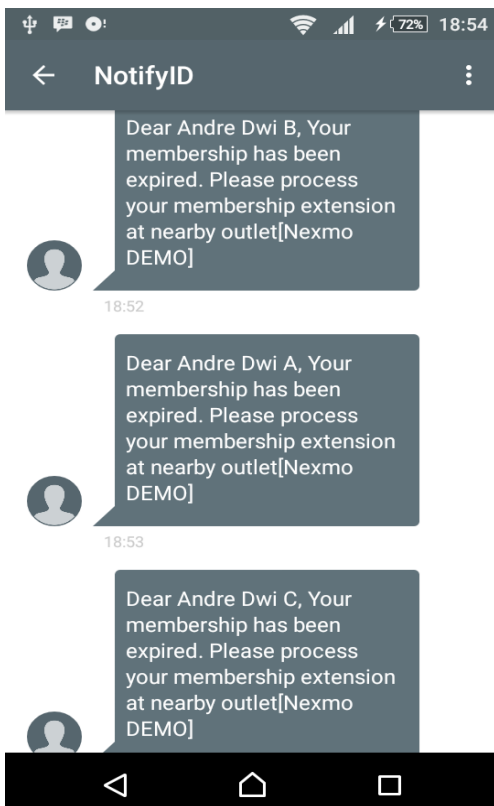 72% 18:54
NotifyID
Dear Andre Dwi B, Your
membership has been
expired. Please process
your membership extension
at nearby outlet[Nexmo
DEMO]
18:52
Dear Andre Dwi A, Your
membership has been
expired. Please process
your membership extension
at nearby outlet[Nexmo
DEMO]
18:53
Dear Andre Dwi C, Your
membership has been
expired. Please process
your membership extension
at nearby outlet[Nexmo
DEMO]